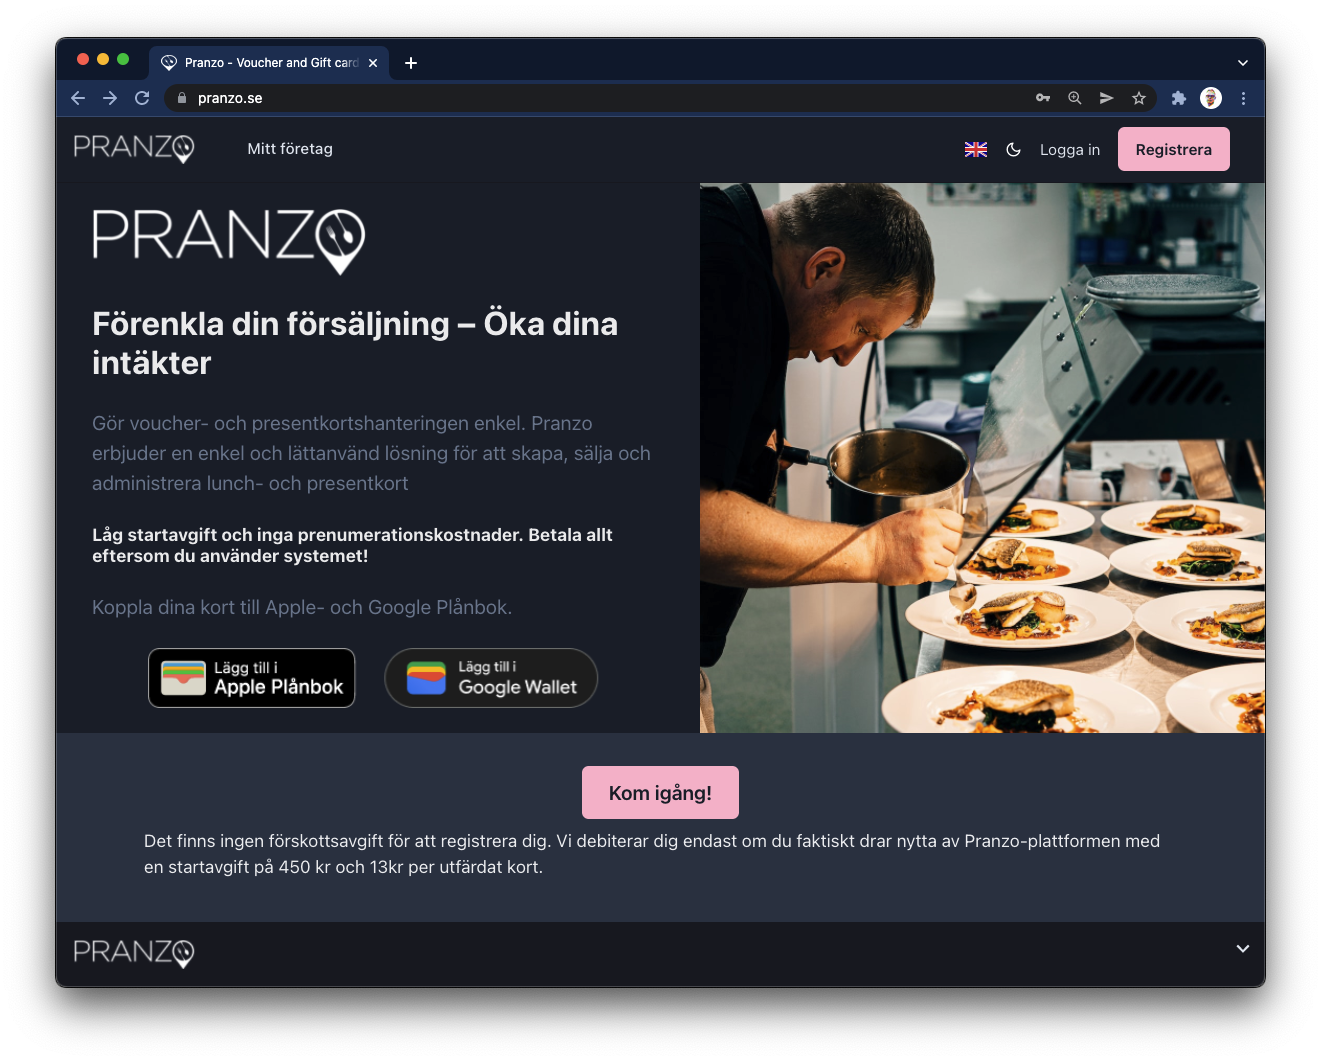 Pranzo - Voucher and Gift card
pranzo.se
PRANZO
Mitt företag
Logga in
Registrera
PRANZO
Förenkla din försäljning – Öka dina
intäkter
Gör voucher- och presentkortshanteringen enkel. Pranzo
erbjuder en enkel och lättanvänd lösning för att skapa, sälja och
administrera lunch- och presentkort
Låg startavgift och inga prenumerationskostnader. Betala allt
eftersom du använder systemet!
Koppla dina kort till Apple- och Google Plånbok.
Lägg till i
Apple Plånbok
Lägg till i
Google Wallet
Kom igång!
Det finns ingen förskottsavgift för att registrera dig. Vi debiterar dig endast om du faktiskt drar nytta av Pranzo-plattformen med
en startavgift på 450 kr och 13kr per utfärdat kort.
PRANZO